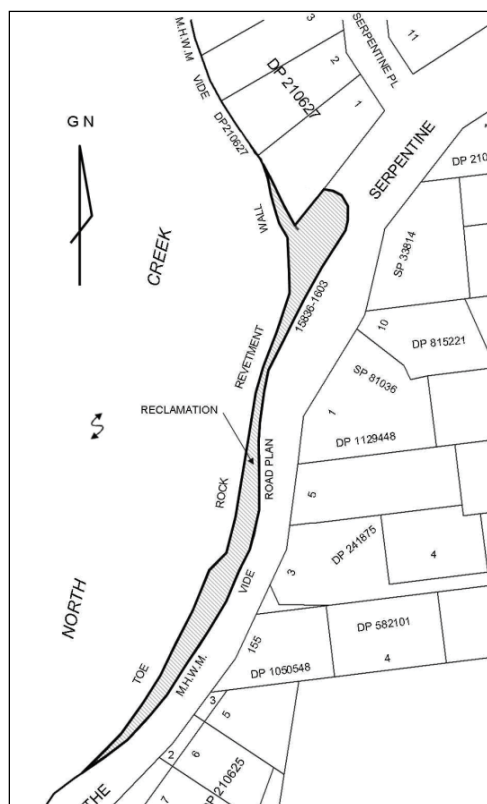 3
M.H.W.M
VIDE
DP210627
2
DP 210627
1
SERPENTINE PL
11
SERPENTINE
DP 210
G N
WALL
CREEK
SP 33814
15836-1603
10
DP 815221
REVETMENT
SP 81036
RECLAMATION
1
DP 1129448
ROAD PLAN
ROCK
5
DP 241875
4
3
VIDE
NORTH
DP 582101
155
4
DP 1050548
M.H.W.M.
TOE
3
5
2
6
DP 210625
7
THE